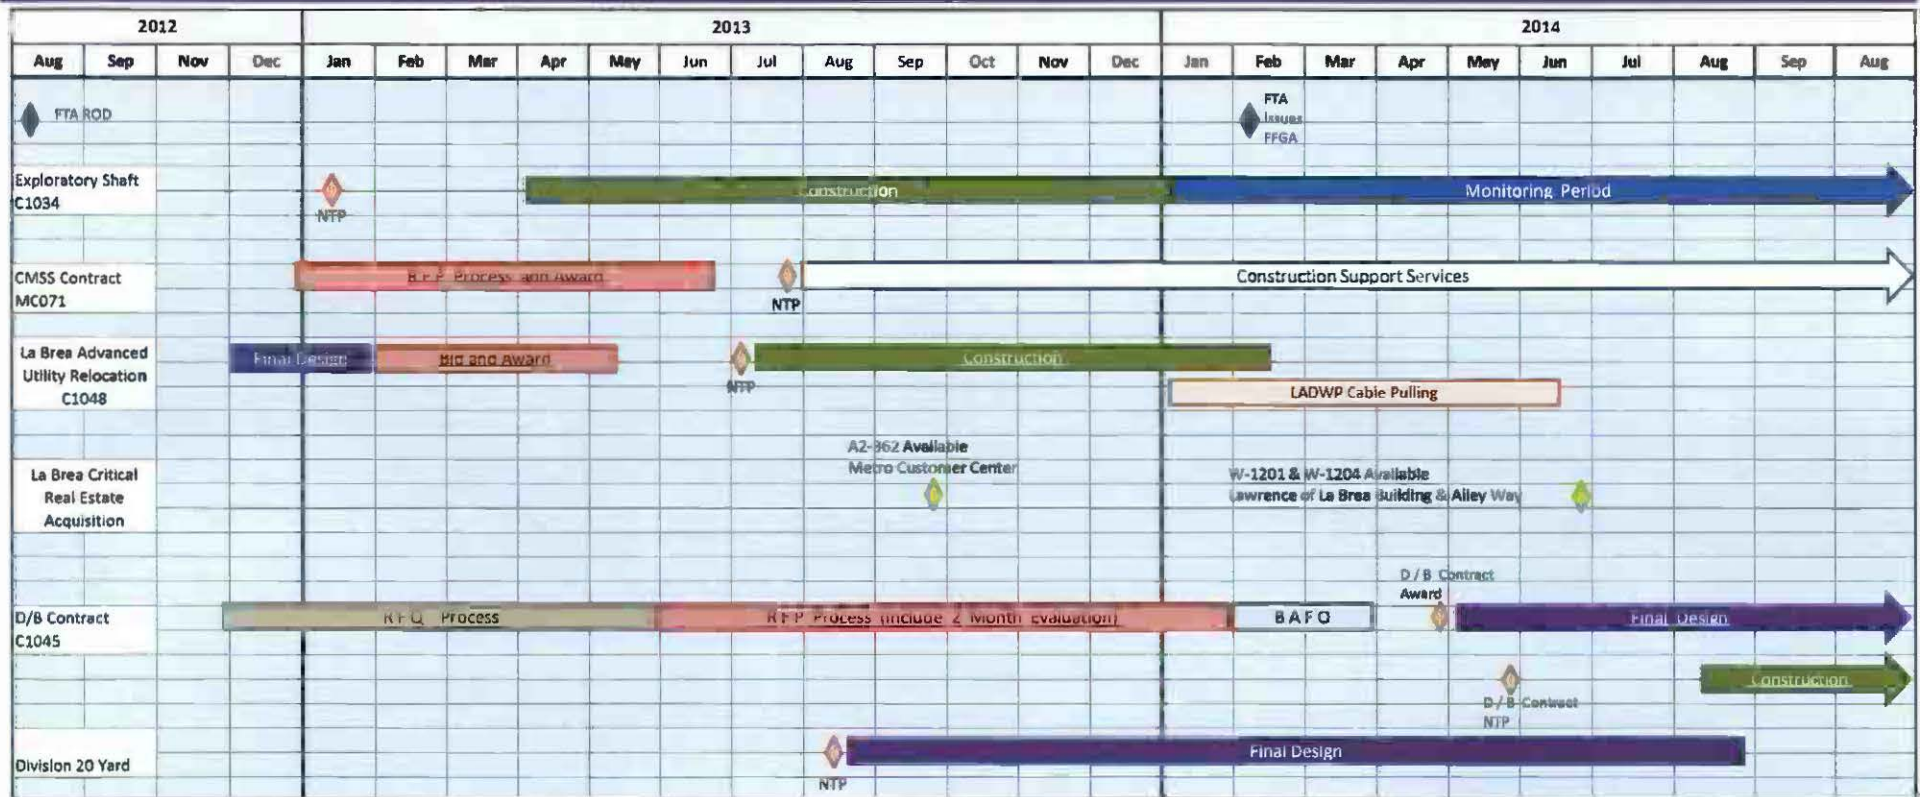 2012 2013 2014
Aug Sep Nov Dec Jan Feb Mar Apr May Jun Jul Aug Sep Oct Nov Dec Jan Feb Mar Apr May Jun Jul Aug Sep Aug
FTA ROD
FTA
Issues
FFGA
Exploratory Shaft
C1034
NTP
Construction
Monitoring Period
CMSS Contract
MC071
R.F.P Process and Award
NTP
Construction Support Services
La Brea Advanced
Utility Relocation
C1048
Final Design
Bid and Award
NTP
Construction
LADWP Cable Pulling
La Brea Critical
Real Estate
Acquisition
A2-362 Available
Metro Customer Center
W-1201 & W-1204 Available
Lawrence of La Brea Building & Alley Way
D/B Contract
C1045
R F Q Process
R F P Process (include 2 Month Evaluation)
B A F O
D / B Contract
Award
Final Design
D / B Contract
NTP
Construction
Division 20 Yard
NTP
Final Design